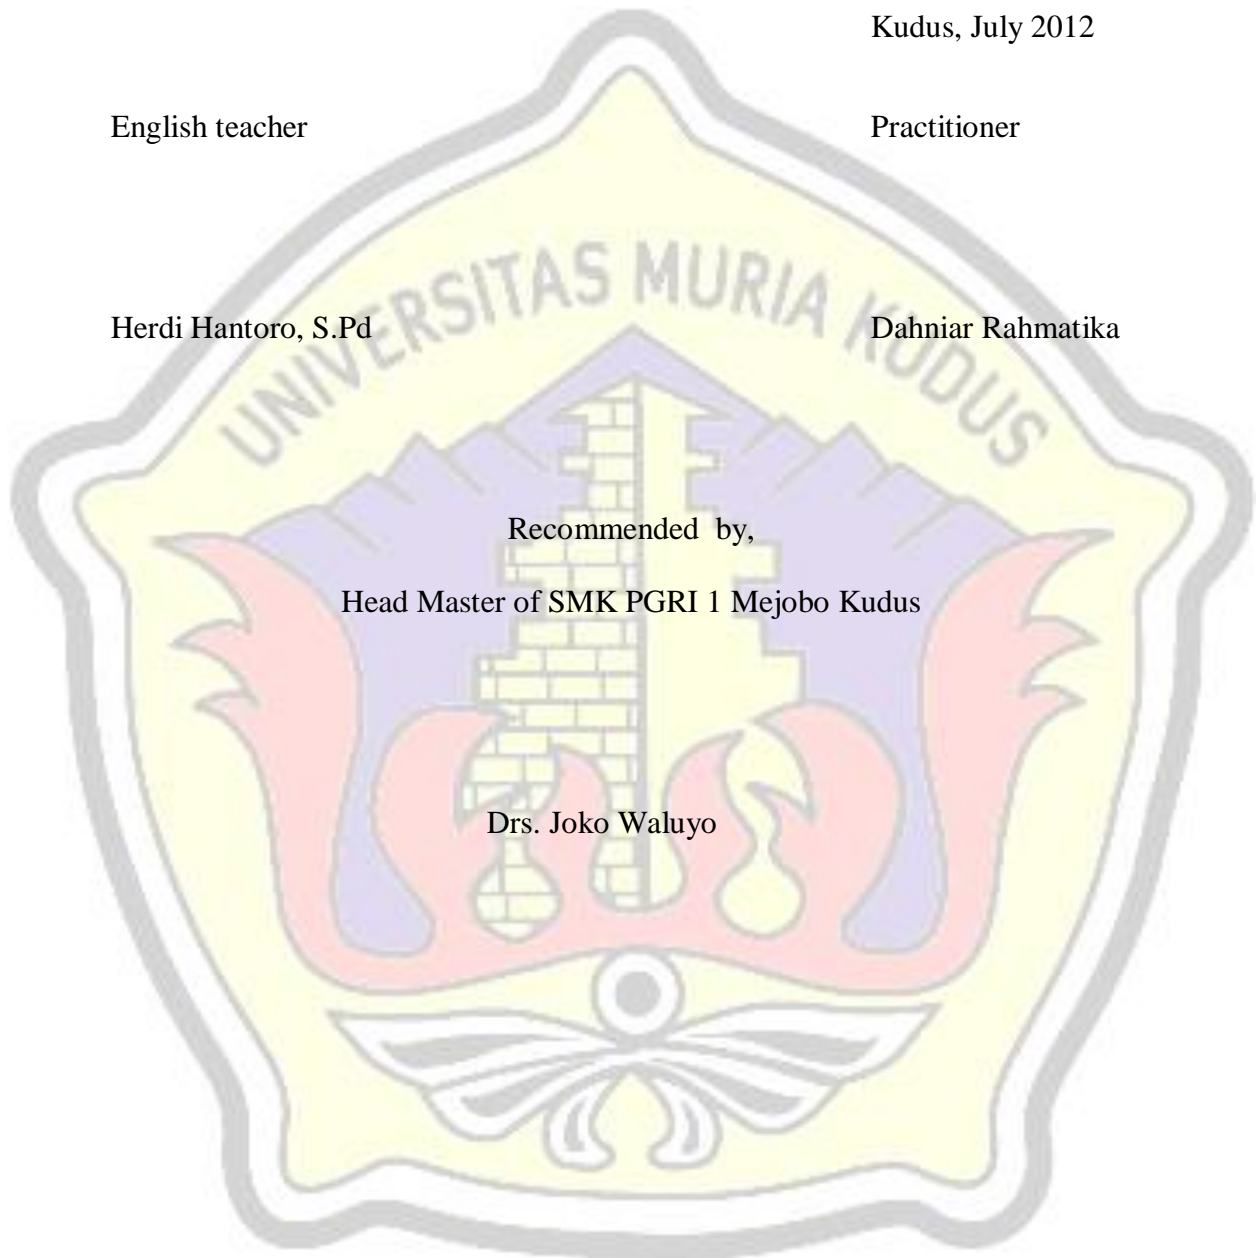 Kudus, July 2012
English teacher Practitioner
UNIVERSITAS MURIA KUDUS
Herdi Hantoro, S.Pd Dahniar Rahmatika
Recommended by,
Head Master of SMK PGRI 1 Mejobo Kudus
Drs. Joko Waluyo